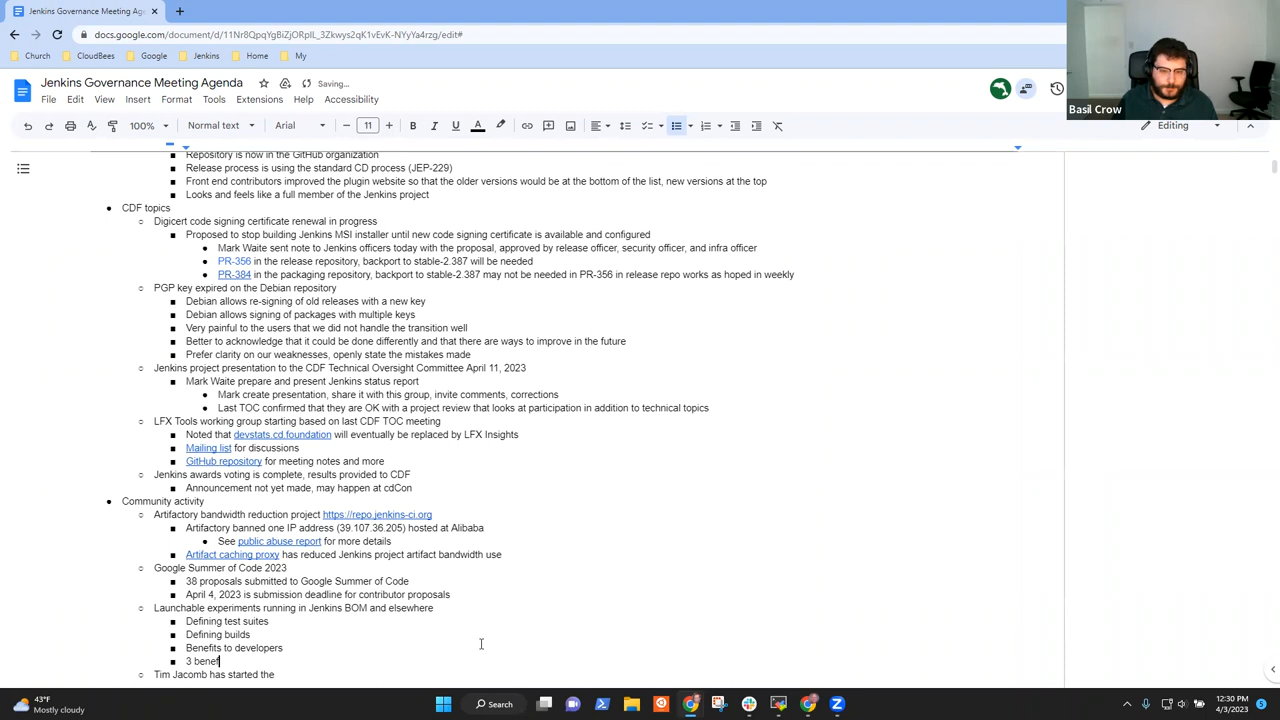 Jenkins Governance Meeting Age
docs.google.com/document/d/11Nr8QpqYgBiZjORpIL_3Zkwys2qK1vEvK-NYyYa4rzg/edit#
Church
CloudBees
Google
Jenkins
Home
My
Jenkins Governance Meeting Agenda
Saving...
File Edit View Insert Format Tools Extensions Help Accessibility
Basil Crow
100%
Normal text
Arial
11
Editing
Repository is now in the GitHub organization
Release process is using the standard CD process (JEP-229)
Front end contributors improved the plugin website so that the older versions would be at the bottom of the list, new versions at the top
Looks and feels like a full member of the Jenkins project
CDF topics
Digicert code signing certificate renewal in progress
Proposed to stop building Jenkins MSI installer until new code signing certificate is available and configured
Mark Waite sent note to Jenkins officers today with the proposal, approved by release officer, security officer, and infra officer
PR-356 in the release repository, backport to stable-2.387 will be needed
PR-384 in the packaging repository, backport to stable-2.387 may not be needed in PR-356 in release repo works as hoped in weekly
PGP key expired on the Debian repository
Debian allows re-signing of old releases with a new key
Debian allows signing of packages with multiple keys
Very painful to the users that we did not handle the transition well
Better to acknowledge that it could be done differently and that there are ways to improve in the future
Prefer clarity on our weaknesses, openly state the mistakes made
Jenkins project presentation to the CDF Technical Oversight Committee April 11, 2023
Mark Waite prepare and present Jenkins status report
Mark create presentation, share it with this group, invite comments, corrections
Last TOC confirmed that they are OK with a project review that looks at participation in addition to technical topics
LFX Tools working group starting based on last CDF TOC meeting
Noted that devstats.cd.foundation will eventually be replaced by LFX Insights
Mailing list for discussions
GitHub repository for meeting notes and more
Jenkins awards voting is complete, results provided to CDF
Announcement not yet made, may happen at cdCon
Community activity
Artifactory bandwidth reduction project https://repo.jenkins-ci.org
Artifactory banned one IP address (39.107.36.205) hosted at Alibaba
See public abuse report for more details
Artifact caching proxy has reduced Jenkins project artifact bandwidth use
Google Summer of Code 2023
38 proposals submitted to Google Summer of Code
April 4, 2023 is submission deadline for contributor proposals
Launchable experiments running in Jenkins BOM and elsewhere
Defining test suites
Defining builds
Benefits to developers
3 benef
Tim Jacomb has started the
43°F
Mostly cloudy
Search
12:30 PM
4/3/2023